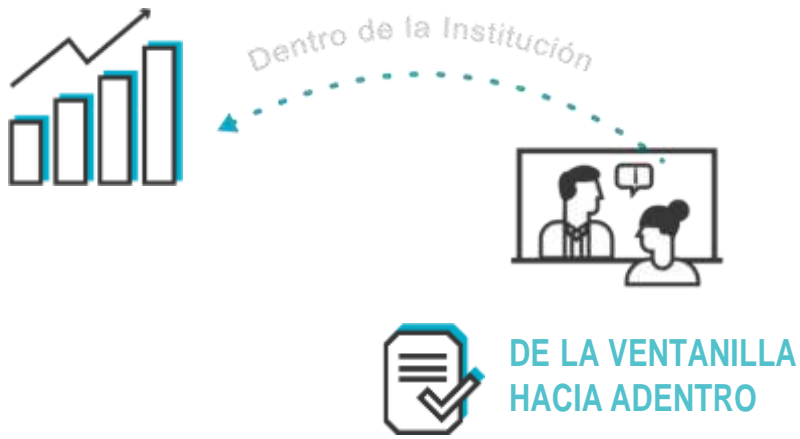 Dentro de la Institución
DE LA VENTANILLA
HACIA ADENTRO